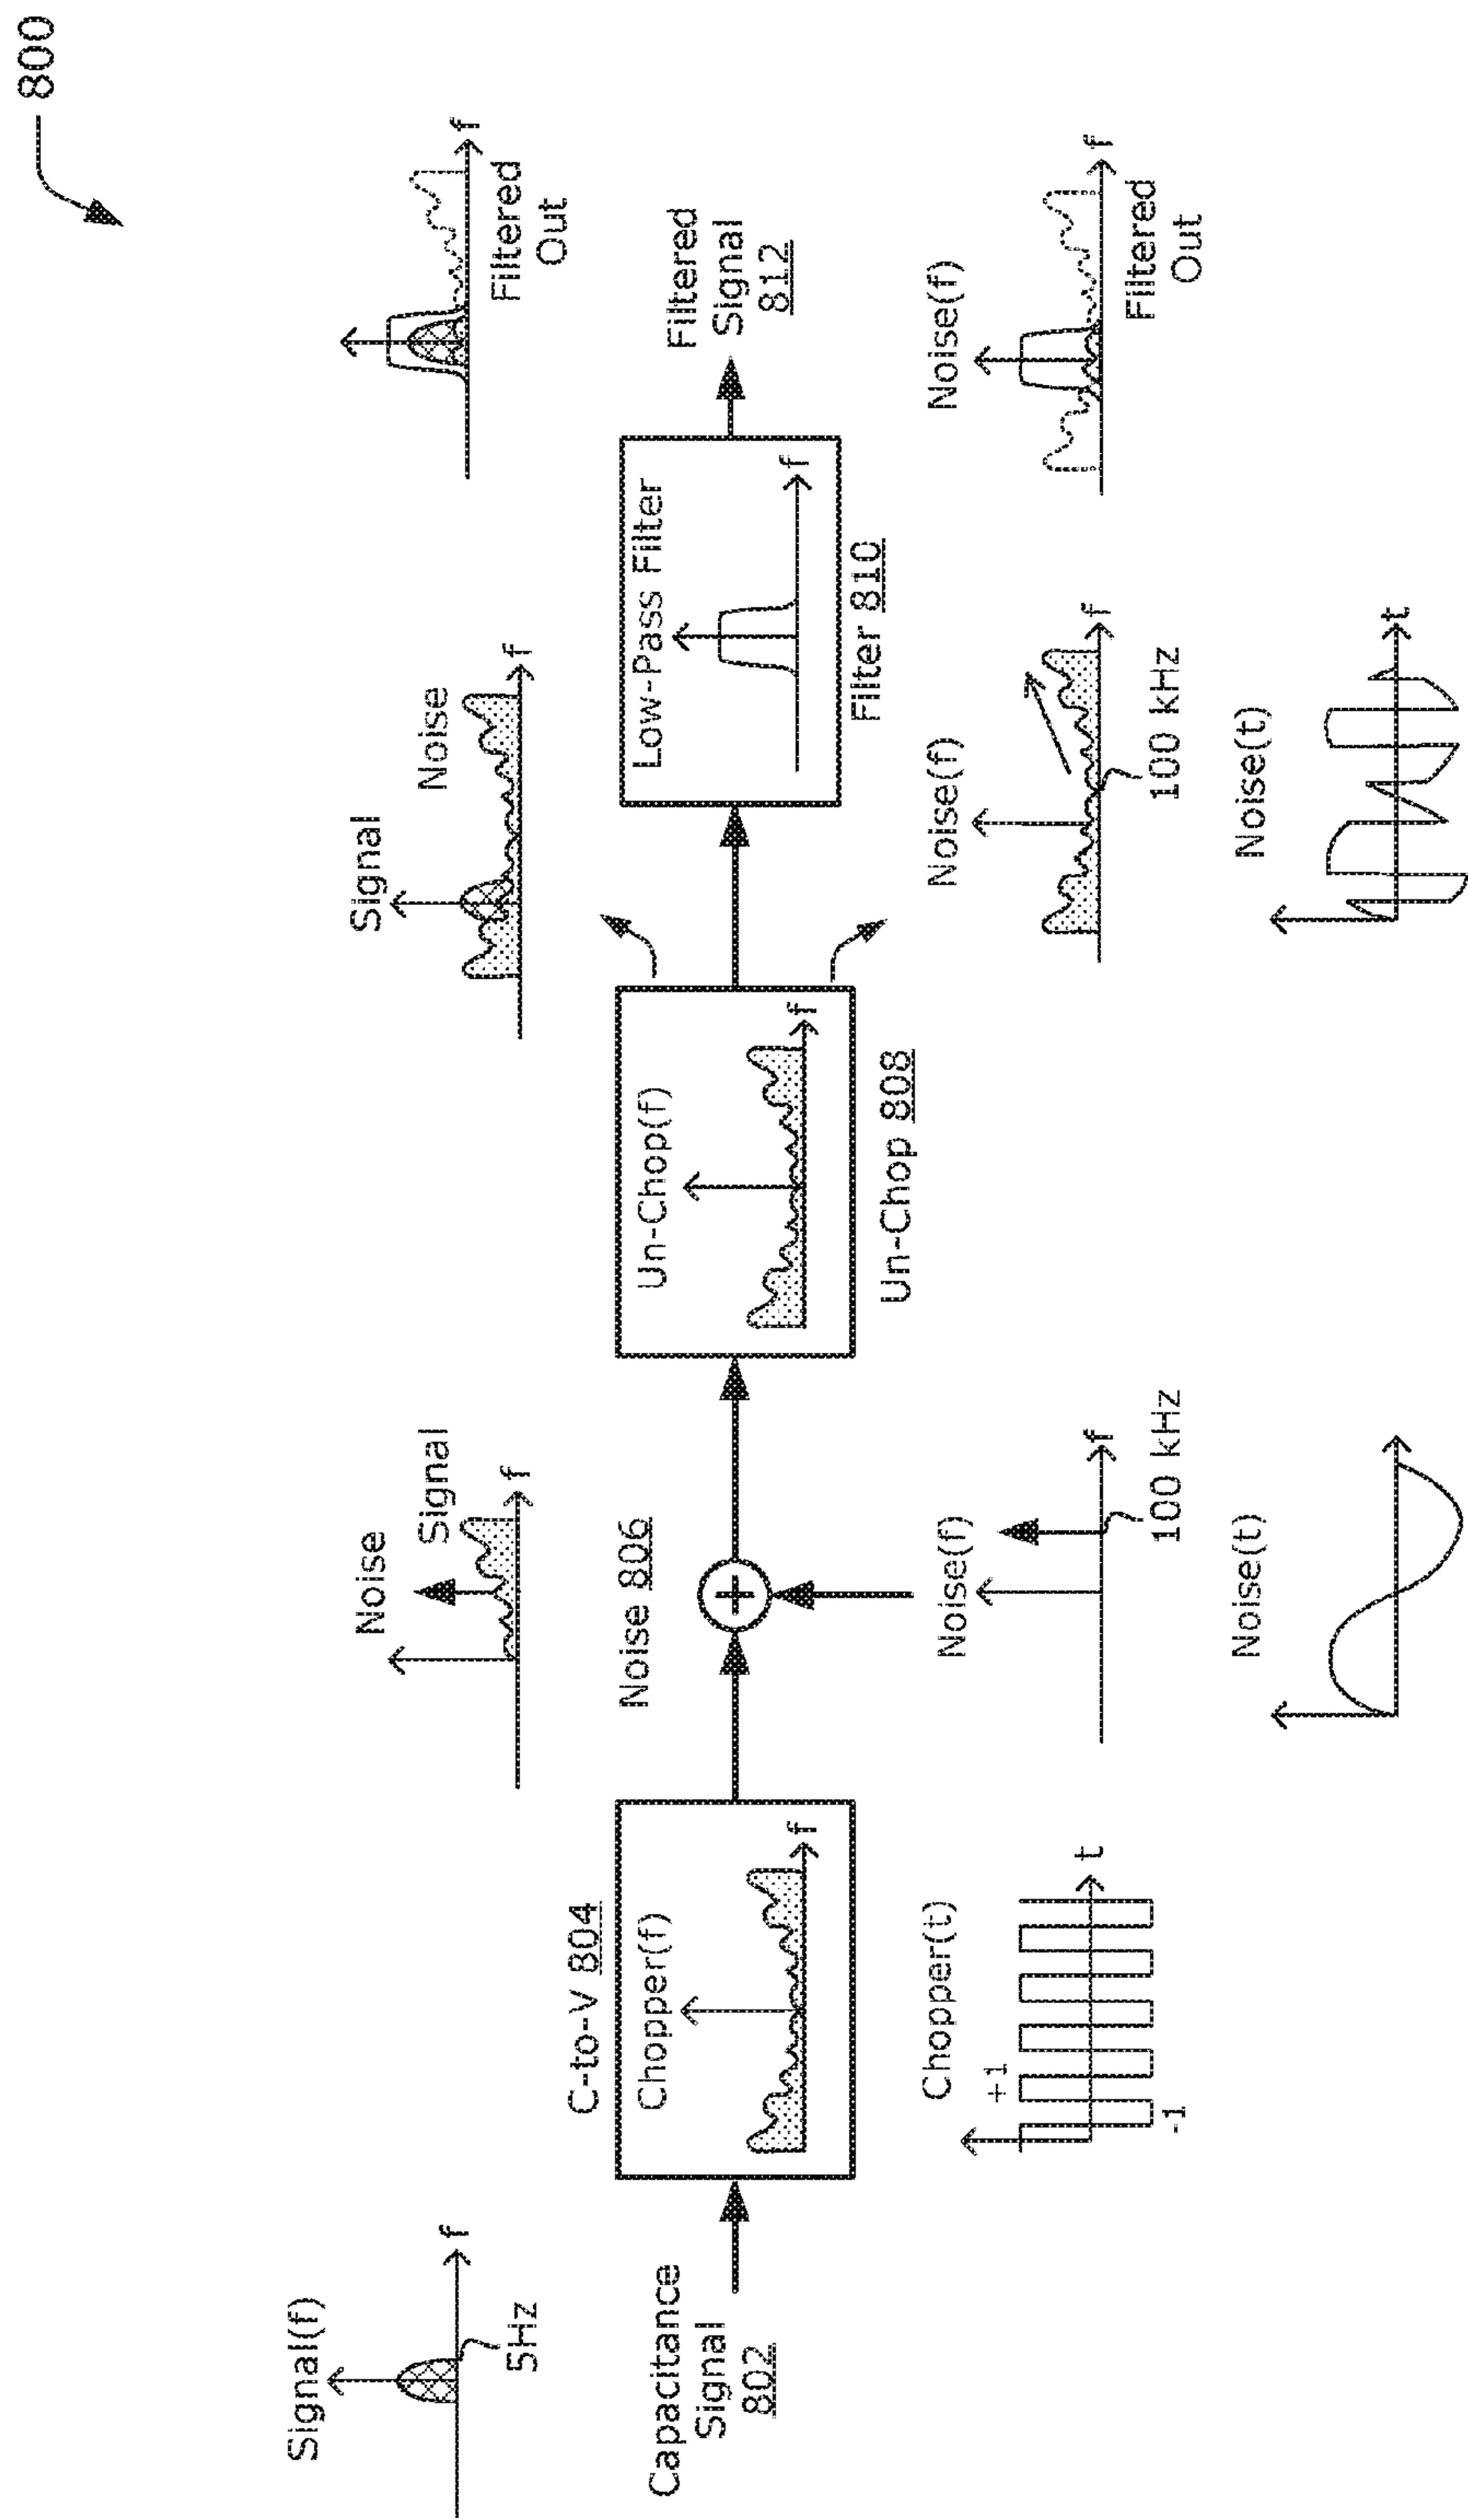 800
Signal(f)
f
5Hz
Noise
Signal
f
Signal
Noise
f
f
Filtered
Out
Capacitance
Signal
802
C-to-V 804
Chopper(f)
f
Noise 806
+
Un-Chop(f)
f
Un-Chop 808
Low-Pass Filter
f
Filter 810
Filtered
Signal
812
Chopper(t)
+1
-1
t
Noise(f)
f
100 kHz
Noise(f)
f
100 kHz
Noise(f)
f
Filtered
Out
Noise(t)
Noise(t)
t